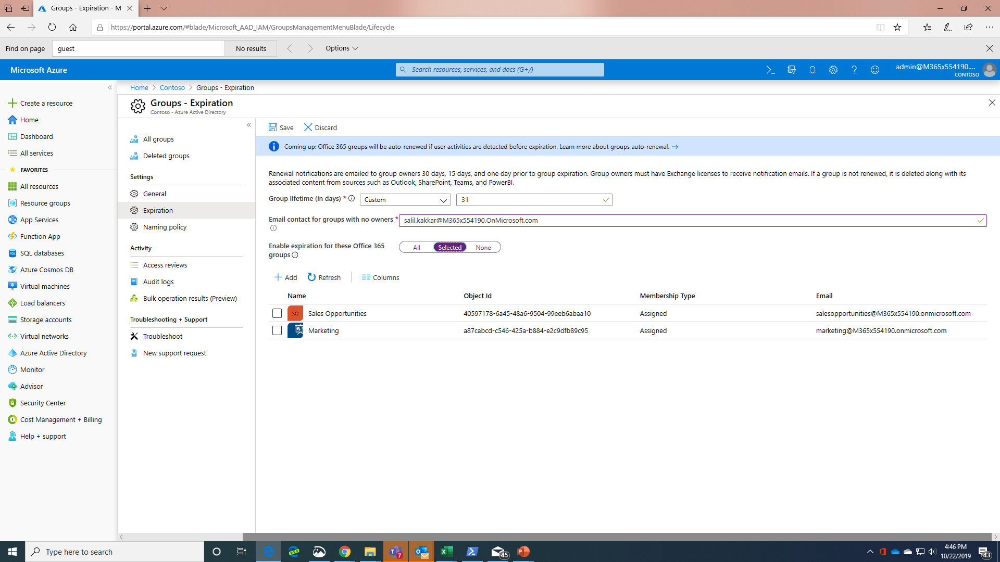 Groups - Expiration - M
https://portal.azure.com/#blade/Microsoft_AAD_IAM/GroupsManagementMenuBlade/Lifecycle
Find on page
guest
No results
Options
Microsoft Azure
Search resources, services, and docs (G+/)
admin@M365x554190....
CONTOSO
Create a resource
Home
Dashboard
All services
FAVORITES
All resources
Resource groups
App Services
Function App
SQL databases
Azure Cosmos DB
Virtual machines
Load balancers
Storage accounts
Virtual networks
Azure Active Directory
Monitor
Advisor
Security Center
Cost Management + Billing
Help + support
Home > Contoso > Groups - Expiration
Groups - Expiration
Contoso - Azure Active Directory
All groups
Deleted groups
Settings
General
Expiration
Naming policy
Activity
Access reviews
Audit logs
Bulk operation results (Preview)
Troubleshooting + Support
Troubleshoot
New support request
Save
Discard
Coming up: Office 365 groups will be auto-renewed if user activities are detected before expiration. Learn more about groups auto-renewal. →
Renewal notifications are emailed to group owners 30 days, 15 days, and one day prior to group expiration. Group owners must have Exchange licenses to receive notification emails. If a group is not renewed, it is deleted along with its
associated content from sources such as Outlook, SharePoint, Teams, and PowerBI.
Group lifetime (in days) * Custom 31
Email contact for groups with no owners * salil.kakkar@M365x554190.OnMicrosoft.com
Enable expiration for these Office 365
groups
All Selected None
Add Refresh Columns
Name Object Id Membership Type Email
SO Sales Opportunities 40597178-6a45-48a6-9504-99eeb6abaa10 Assigned salesopportunities@M365x554190.onmicrosoft.com
Marketing a87cabcd-c546-425a-b884-e2c9dfb89c95 Assigned marketing@M365x554190.onmicrosoft.com
Type here to search
7
45
4:46 PM
10/22/2019
43